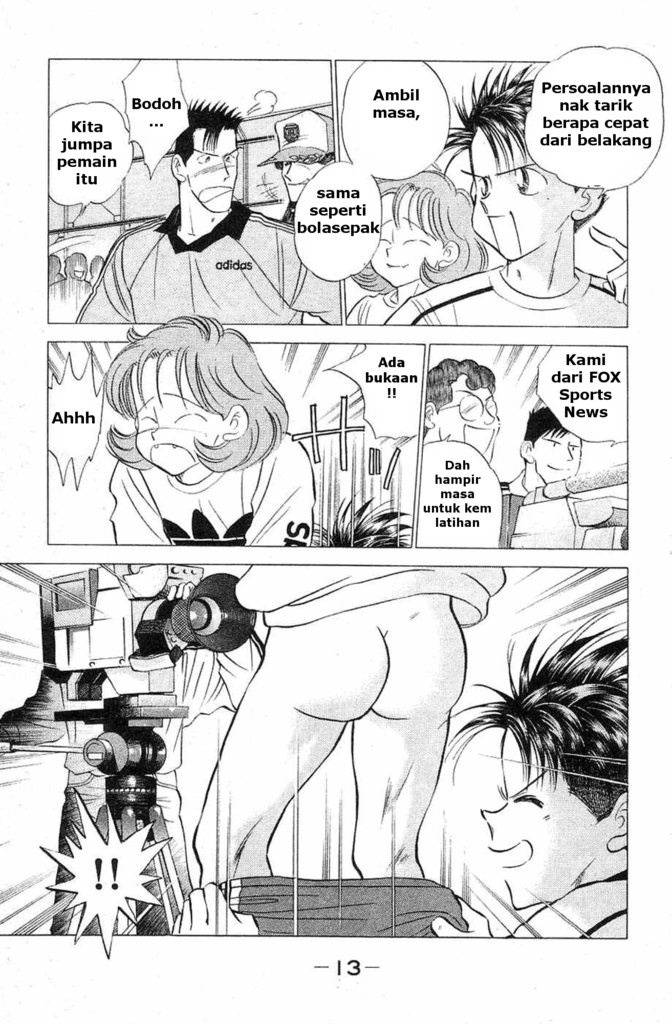 Persoalannya
nak tarik
berapa cepat
dari belakang
Ambil
masa,
sama
seperti
bolasepak
Bodoh
...
Kita
jumpa
pemain
itu
adidas
Kami
dari FOX
Sports
News
Dah
hampir
masa
untuk kem
latihan
Ada
bukaan
!!
Ahhh
!!
-13-